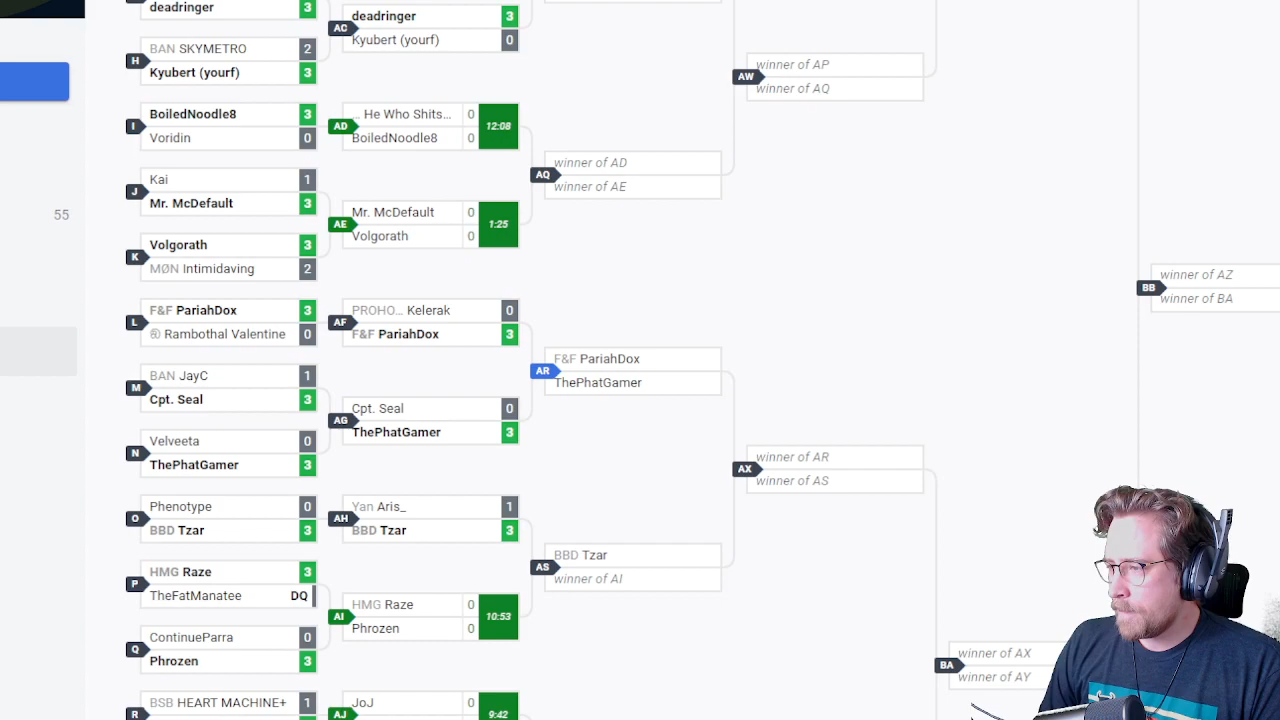 deadringer 3
H
BAN SKYMETRO 2
Kyubert (yourf) 3
I
BoiledNoodle8 3
Voridin 0
J
Kai 1
Mr. McDefault 3
K
Volgorath 3
MØN Intimidaving 2
55
L
F&F PariahDox 3
@ Rambothal Valentine 0
M
BAN JayC 1
Cpt. Seal 3
N
Velveeta 0
ThePhatGamer 3
O
Phenotype 0
BBD Tzar 3
P
HMG Raze 3
TheFatManatee DQ
Q
ContinueParra 0
Phrozen 3
R
BSB HEART MACHINE+ 1
AC
deadringer 3
Kyubert (yourf) 0
AD
... He Who Shits... 0
BoiledNoodle8 0
12:08
AE
Mr. McDefault 0
Volgorath 0
1:25
AF
PROHO... Kelerak 0
F&F PariahDox 3
AG
Cpt. Seal 0
ThePhatGamer 3
AH
Yan Aris_ 1
BBD Tzar 3
AI
HMG Raze 0
Phrozen 0
10:53
AJ
JoJ 0
9:42
AQ
winner of AD
winner of AE
AR
F&F PariahDox
ThePhatGamer
AS
BBD Tzar
winner of AI
AW
winner of AP
winner of AQ
AX
winner of AR
winner of AS
BA
winner of AX
winner of AY
BB
winner of AZ
winner of BA